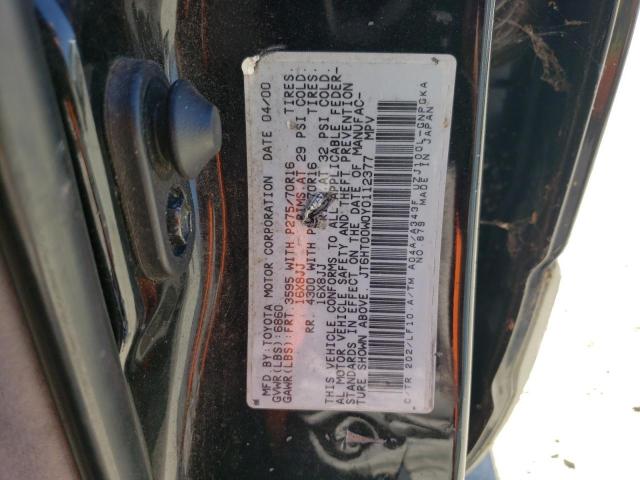 MFD BY: TOYOTA MOTOR CORPORATION DATE 04/00
GVWR(LBS):6860
GAWR(LBS):FRT 3595 WITH P275/70R16 TIRES.
16X8JJ RIMS AT 29 PSI COLD:
RR. 4300 WITH 70R16 TIRES.
16X8JJ AT 32 PSI COLD:
THIS VEHICLE CONFORMS TO ALL APPLICABLE FEDER-
AL MOTOR VEHICLE SAFETY AND THEFT PREVENTION
STANDARDS IN EFFECT ON THE DATE OF MANUFAC-
TURE SHOWN ABOVE. JT6HT00W0Y0112377 MPV
C/TR 202/LF10 A/TM A04A/A343F UZJ100L-GNPGKA
NO.679 MADE IN JAPAN